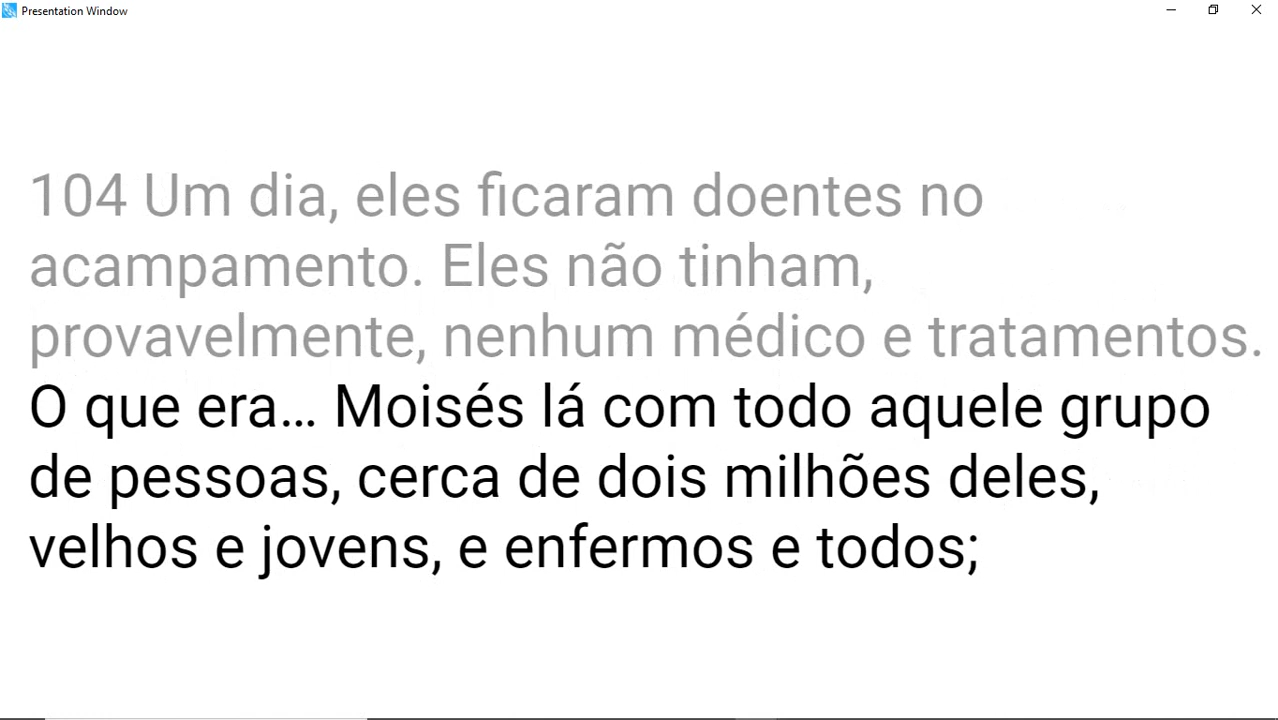 Presentation Window
104 Um dia, eles ficaram doentes no
acampamento. Eles não tinham,
provavelmente, nenhum médico e tratamentos.
O que era... Moisés lá com todo aquele grupo
de pessoas, cerca de dois milhões deles,
velhos e jovens, e enfermos e todos;